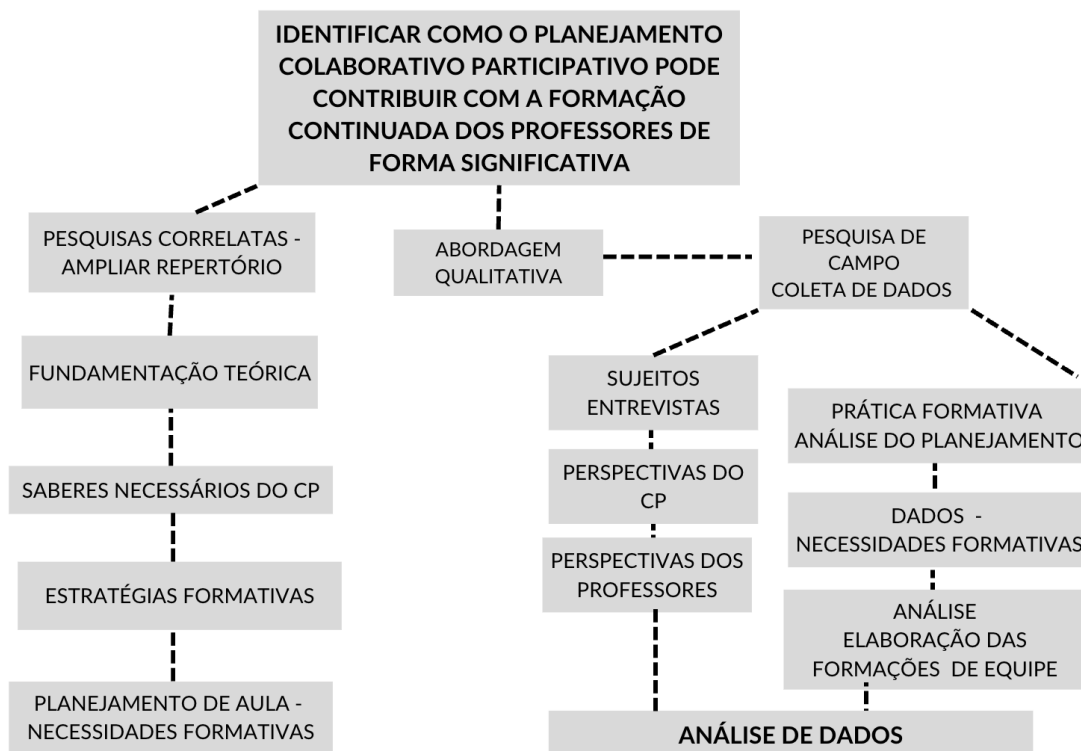 IDENTIFICAR COMO O PLANEJAMENTO
COLABORATIVO PARTICIPATIVO PODE
CONTRIBUIR COM A FORMAÇÃO
CONTINUADA DOS PROFESSORES DE
FORMA SIGNIFICATIVA
PESQUISAS CORRELATAS -
AMPLIAR REPERTÓRIO
FUNDAMENTAÇÃO TEÓRICA
SABERES NECESSÁRIOS DO CP
ESTRATÉGIAS FORMATIVAS
PLANEJAMENTO DE AULA -
NECESSIDADES FORMATIVAS
ABORDAGEM
QUALITATIVA
PESQUISA DE
CAMPO
COLETA DE DADOS
SUJEITOS
ENTREVISTAS
PERSPECTIVAS DO
CP
PERSPECTIVAS DOS
PROFESSORES
PRÁTICA FORMATIVA
ANÁLISE DO PLANEJAMENTO
DADOS -
NECESSIDADES FORMATIVAS
ANÁLISE
ELABORAÇÃO DAS
FORMAÇÕES DE EQUIPE
ANÁLISE DE DADOS